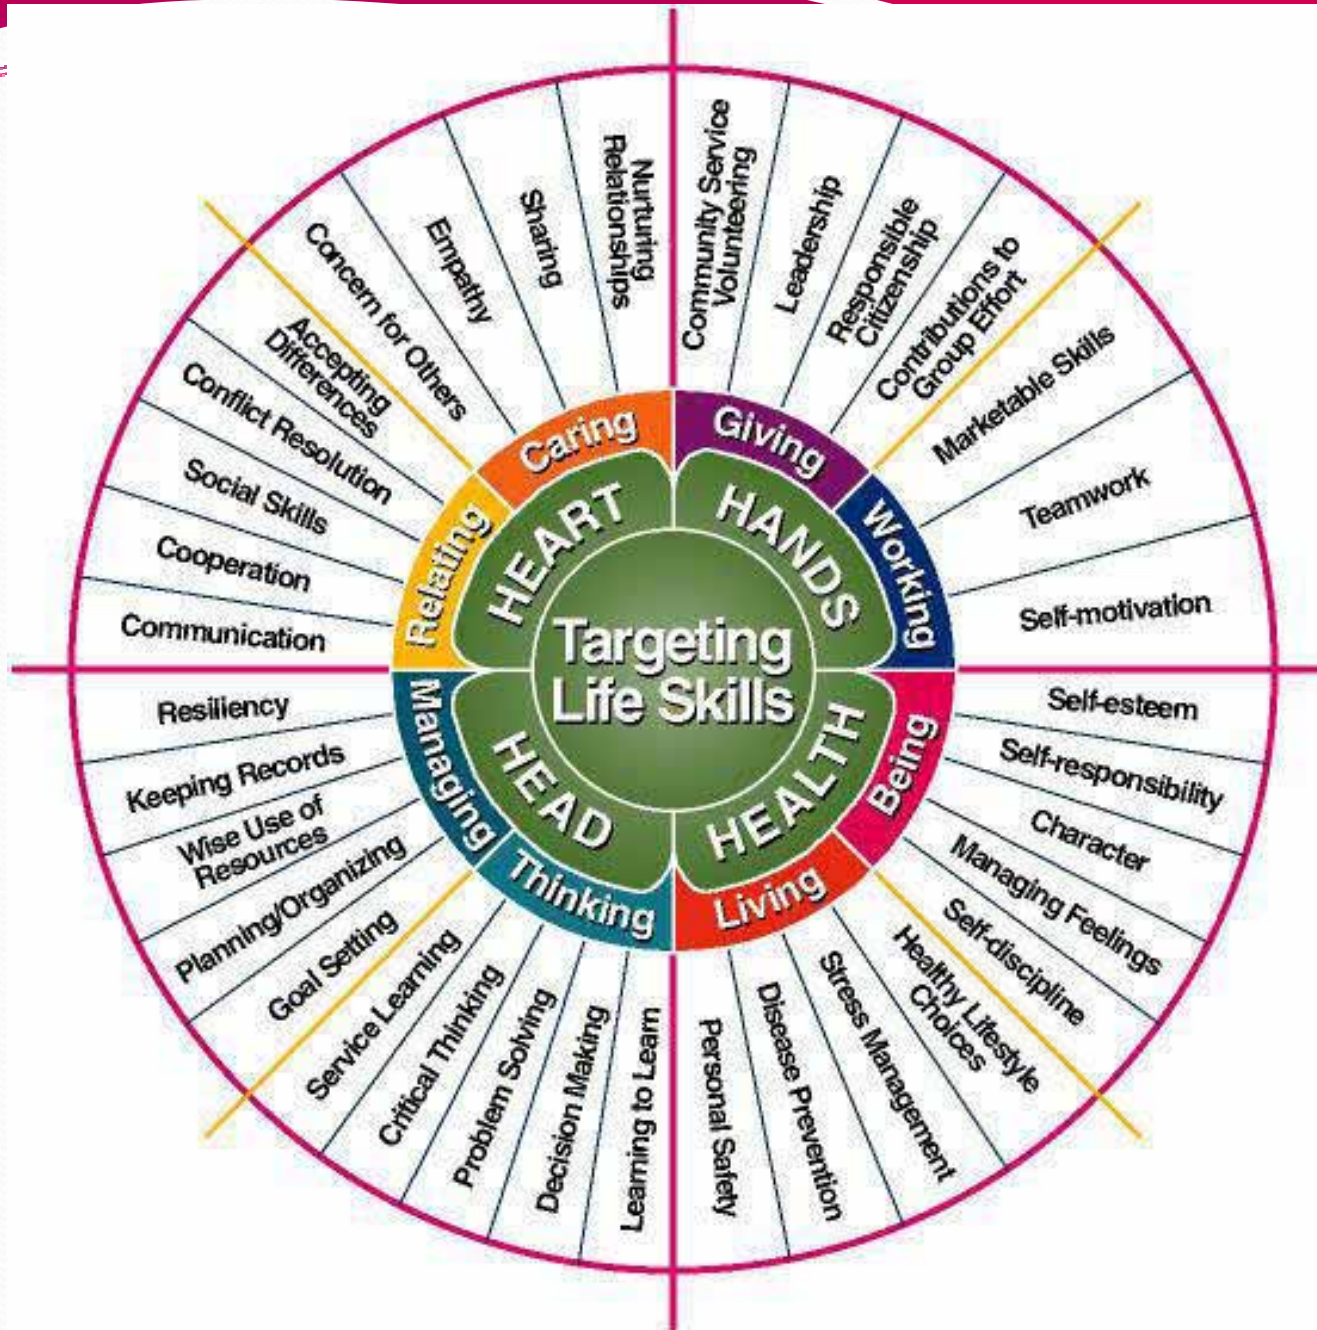 Targeting
Life Skills
HEART
HANDS
HEALTH
HEAD
Caring
Giving
Working
Being
Living
Thinking
Managing
Relating
Nurturing
Relationships
Sharing
Empathy
Concern for Others
Community Service
Volunteering
Leadership
Responsible
Citizenship
Contributions to
Group Effort
Marketable Skills
Teamwork
Self-motivation
Self-esteem
Self-responsibility
Character
Managing Feelings
Self-discipline
Healthy Lifestyle
Choices
Stress Management
Disease Prevention
Personal Safety
Learning to Learn
Decision Making
Problem Solving
Critical Thinking
Service Learning
Goal Setting
Planning/Organizing
Wise Use of
Resources
Keeping Records
Resiliency
Communication
Cooperation
Social Skills
Conflict Resolution
Accepting
Differences